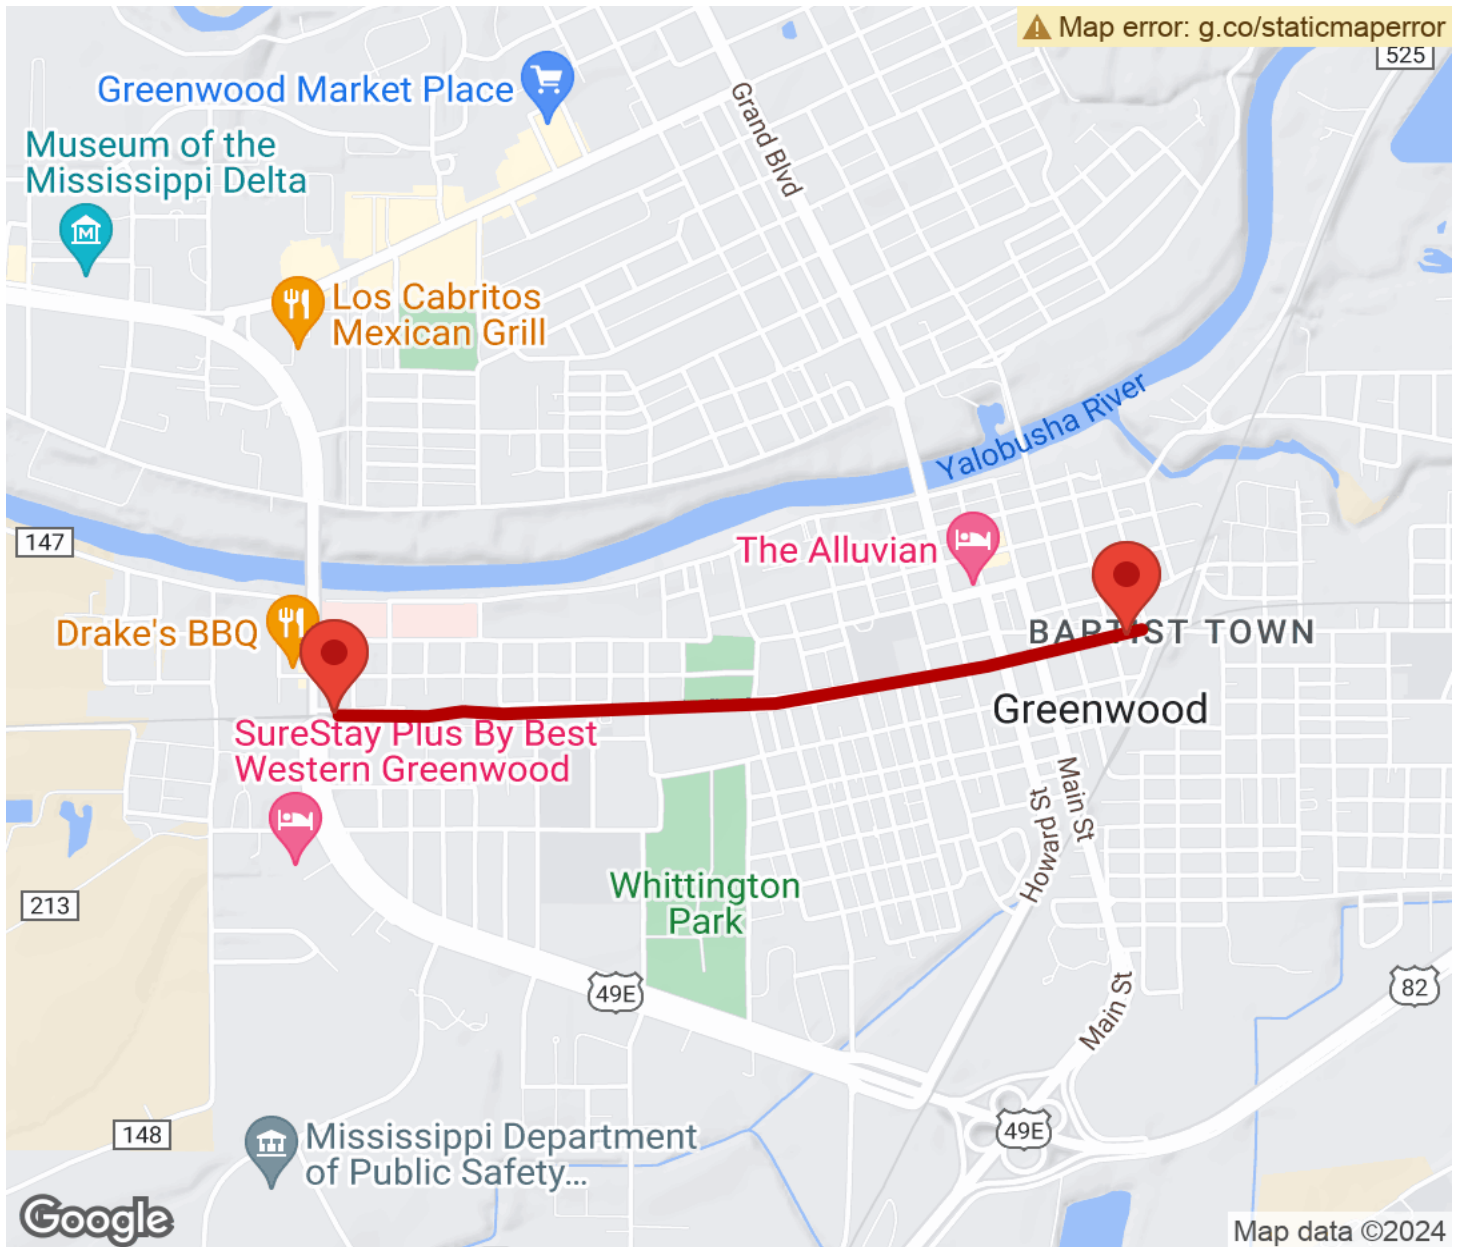 Map error: g.co/staticmaperror
525
Greenwood Market Place
Grand Blvd
Museum of the
Mississippi Delta
Los Cabritos
Mexican Grill
Yalobusha River
147
The Alluvian
Drake's BBQ
BAPTIST TOWN
Greenwood
SureStay Plus By Best
Western Greenwood
Main St
Howard St
Whittington
Park
213
49E
82
Main St
148
49E
Mississippi Department
of Public Safety...
Google
Map data ©2024